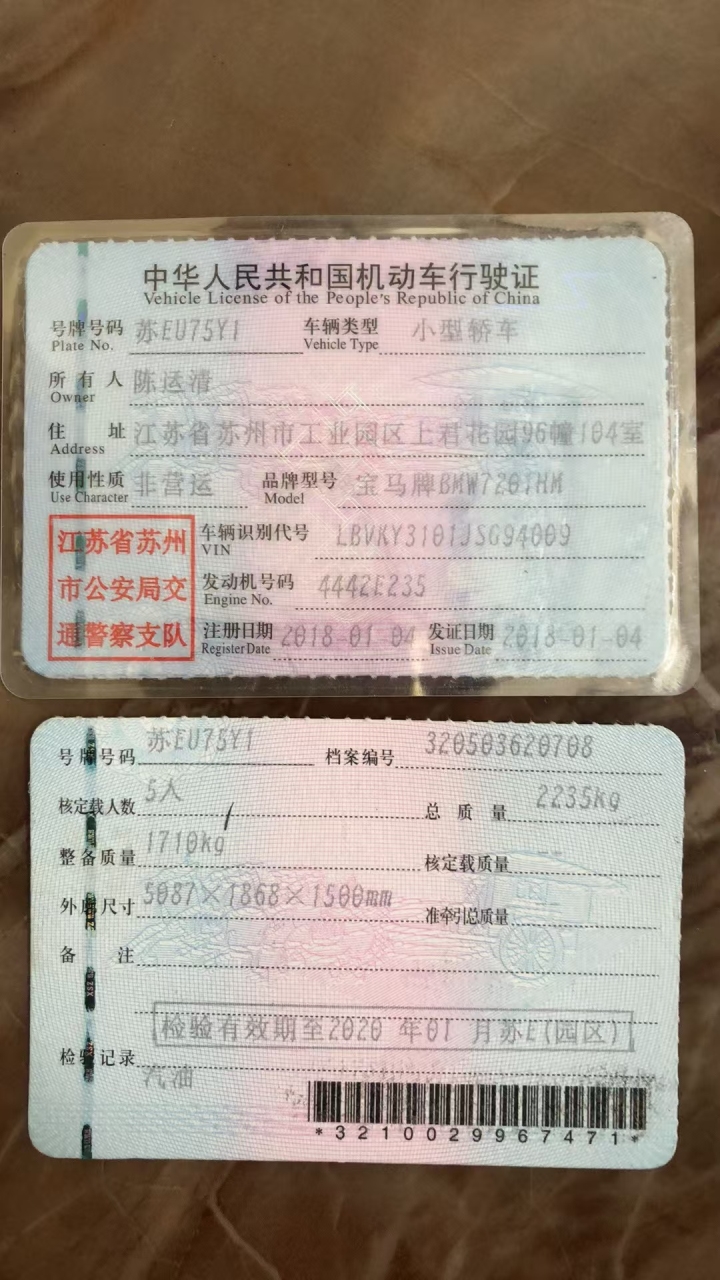 中华人民共和国机动车行驶证
Vehicle License of the People's Republic of China
号牌号码 苏EU75Y1 车辆类型 小型轿车
Plate No. Vehicle Type
所有人 陈运清
Owner
住址 江苏省苏州市工业园区上君花园96幢104室
Address
使用性质 非营运 品牌型号 宝马牌BMW7201HM
Use Character Model
江苏省苏州
市公安局交
通警察支队
车辆识别代号 LBVKY3101JSG94009
VIN
发动机号码 4442E235
Engine No.
注册日期 2018-01-04 发证日期 2018-01-04
Register Date Issue Date
号牌号码 苏EU75Y1 档案编号 320503620708
核定载人数 5人 总质量 2235kg
整备质量 1710kg 核定载质量
外廓尺寸 5087×1868×1500mm 准牵引总质量
备注
检验有效期至2020年01月苏E(园区)
检验记录
汽油
*3210029967471*